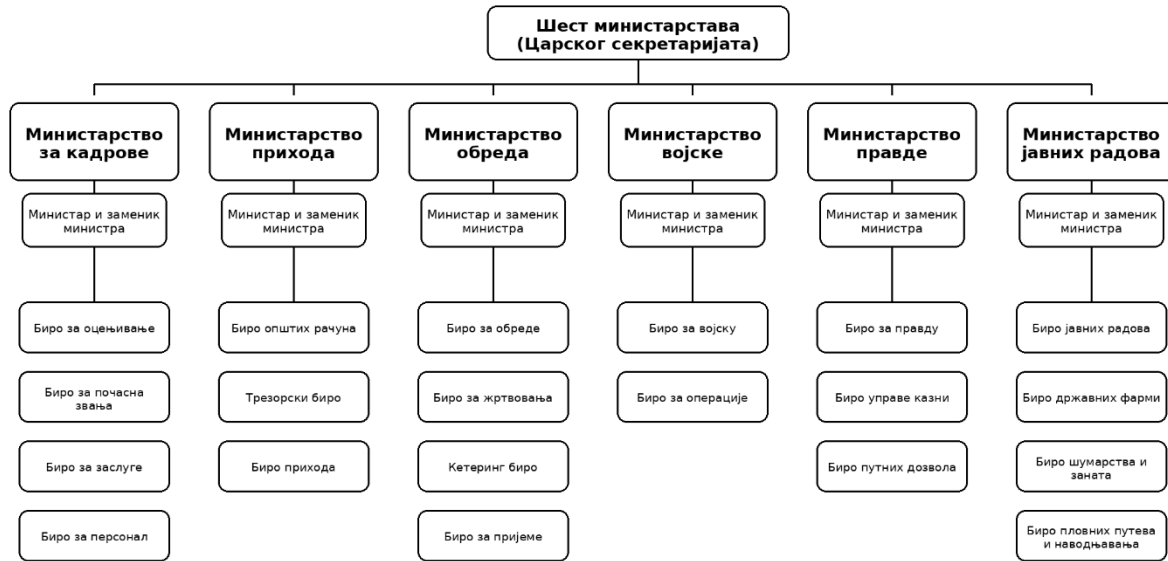 Шест министарстава
(Царског секретаријата)
Министарство
за кадрове
Министарство
прихода
Министарство
обреда
Министарство
војске
Министарство
правде
Министарство
јавних радова
Министар и заменик
министра
Министар и заменик
министра
Министар и заменик
министра
Министар и заменик
министра
Министар и заменик
министра
Министар и заменик
министра
Биро за оцењивање
Биро општих рачуна
Биро за обреде
Биро за војску
Биро за правду
Биро јавних радова
Биро за почасна
звања
Трезорски биро
Биро за жртвовања
Биро за операције
Биро управе казни
Биро државних фарми
Биро за заслуге
Биро прихода
Кетеринг биро
Биро путних дозвола
Биро шумарства и
заната
Биро за персонал
Биро за пријеме
Биро пловних путева
и наводњавања